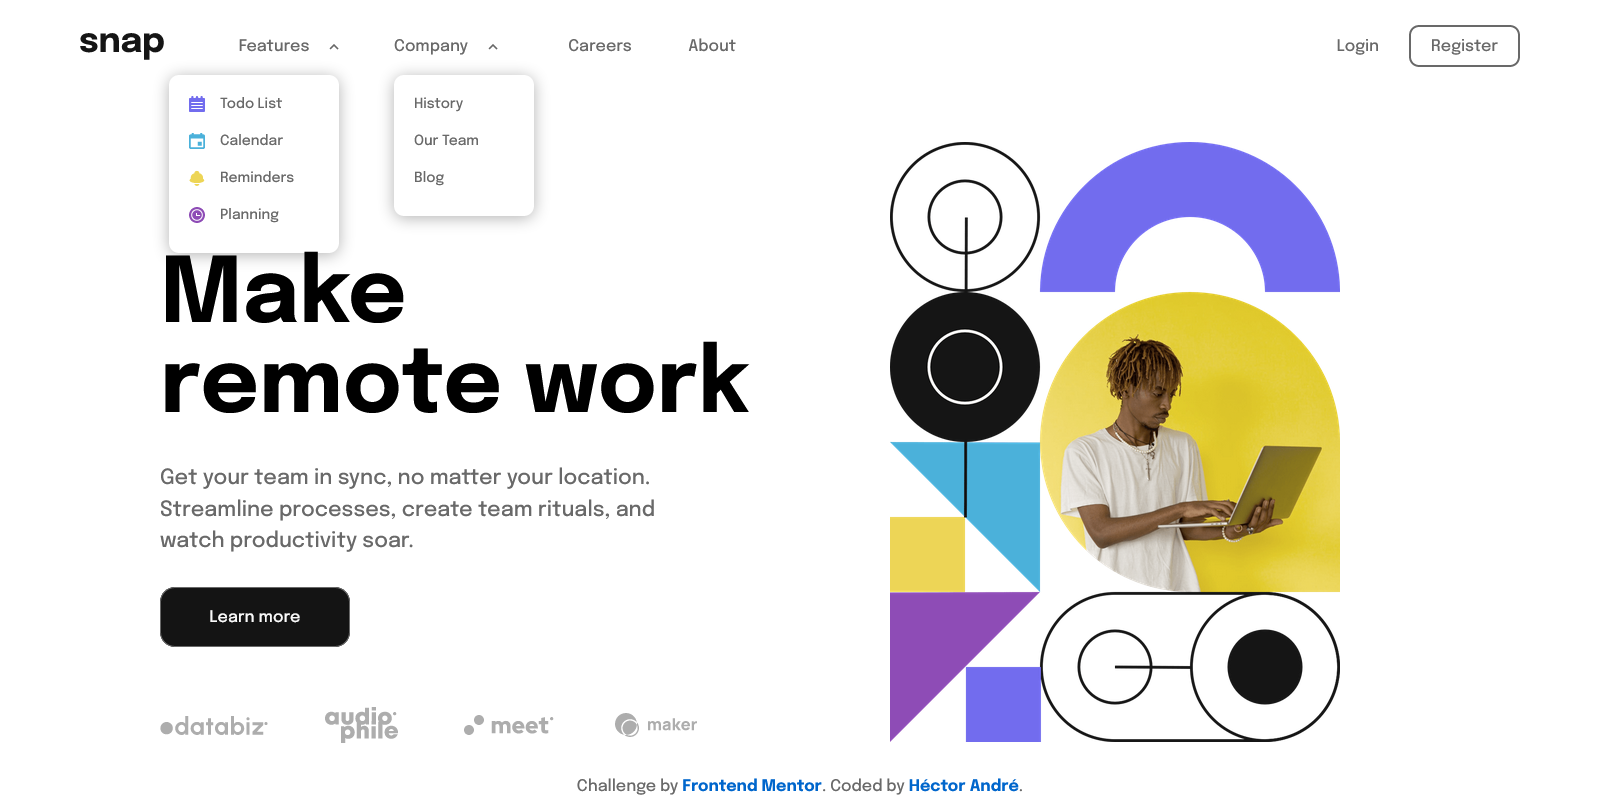 snap
Features
Company
Careers
About
Login
Register
Todo List
Calendar
Reminders
Planning
History
Our Team
Blog
Make
remote work
Get your team in sync, no matter your location.
Streamline processes, create team rituals, and
watch productivity soar.
Learn more
databiz
audiophile
meet
maker
Challenge by Frontend Mentor. Coded by Héctor André.